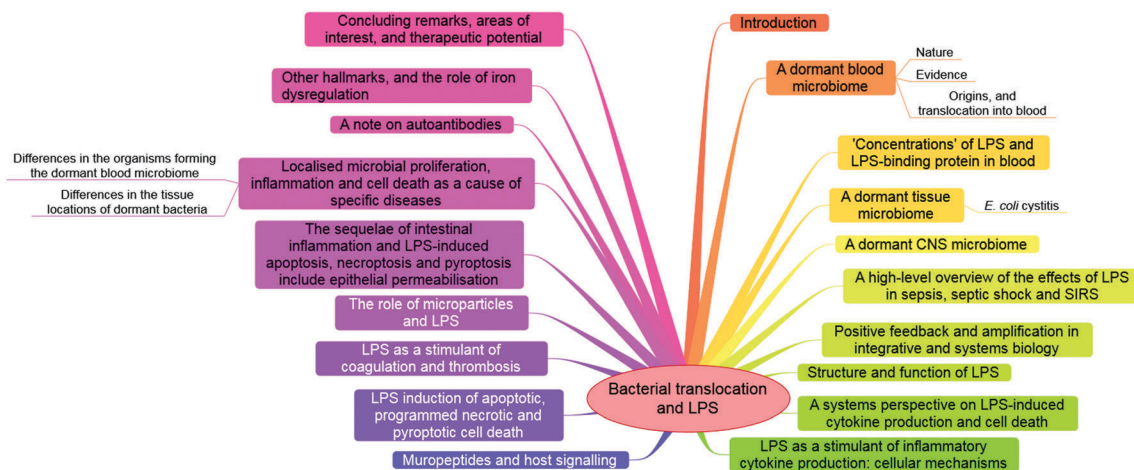 Introduction
A dormant blood
microbiome
Nature
Evidence
Origins, and
translocation into blood
'Concentrations' of LPS and
LPS-binding protein in blood
A dormant tissue
microbiome
E. coli cystitis
A dormant CNS microbiome
A high-level overview of the effects of LPS
in sepsis, septic shock and SIRS
Positive feedback and amplification in
integrative and systems biology
Structure and function of LPS
A systems perspective on LPS-induced
cytokine production and cell death
LPS as a stimulant of inflammatory
cytokine production: cellular mechanisms
Muropeptides and host signalling
LPS induction of apoptotic,
programmed necrotic and
pyroptotic cell death
LPS as a stimulant of
coagulation and thrombosis
The role of microparticles
and LPS
The sequelae of intestinal
inflammation and LPS-induced
apoptosis, necroptosis and pyroptosis
include epithelial permeabilisation
Localised microbial proliferation,
inflammation and cell death as a cause of
specific diseases
Differences in the organisms forming
the dormant blood microbiome
Differences in the tissue
locations of dormant bacteria
A note on autoantibodies
Other hallmarks, and the role of iron
dysregulation
Concluding remarks, areas of
interest, and therapeutic potential
Bacterial translocation
and LPS